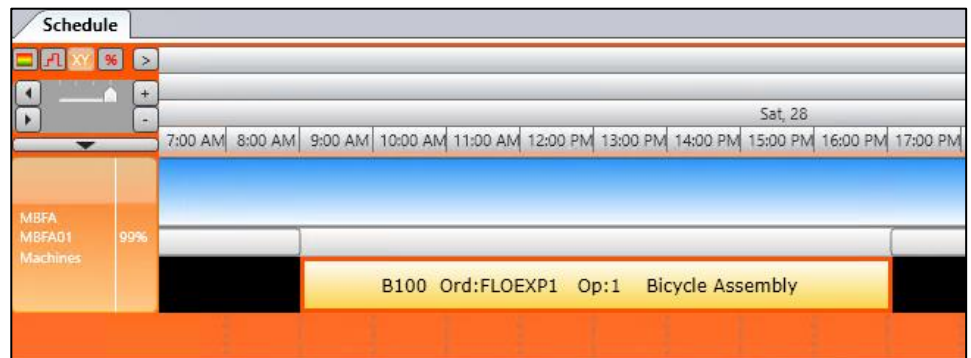 Schedule
XY % >
+
Sat, 28
-
7:00 AM 8:00 AM 9:00 AM 10:00 AM 11:00 AM 12:00 PM 13:00 PM 14:00 PM 15:00 PM 16:00 PM 17:00 PM
MBFA
MBFA01 99%
Machines
B100 Ord:FLOEXP1 Op:1 Bicycle Assembly